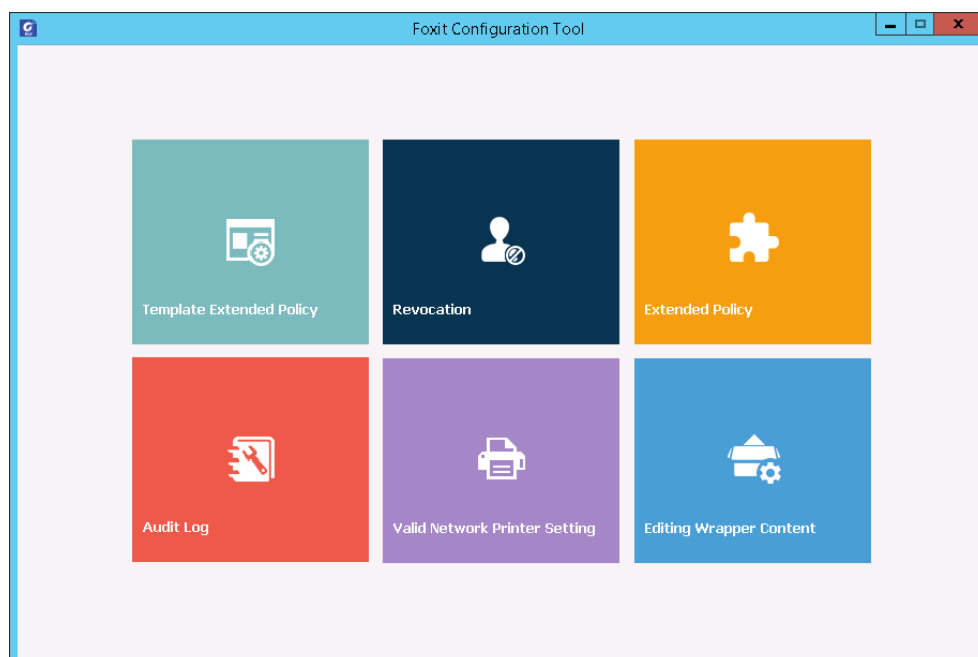 Foxit Configuration Tool
Template Extended Policy
Revocation
Extended Policy
Audit Log
Valid Network Printer Setting
Editing Wrapper Content